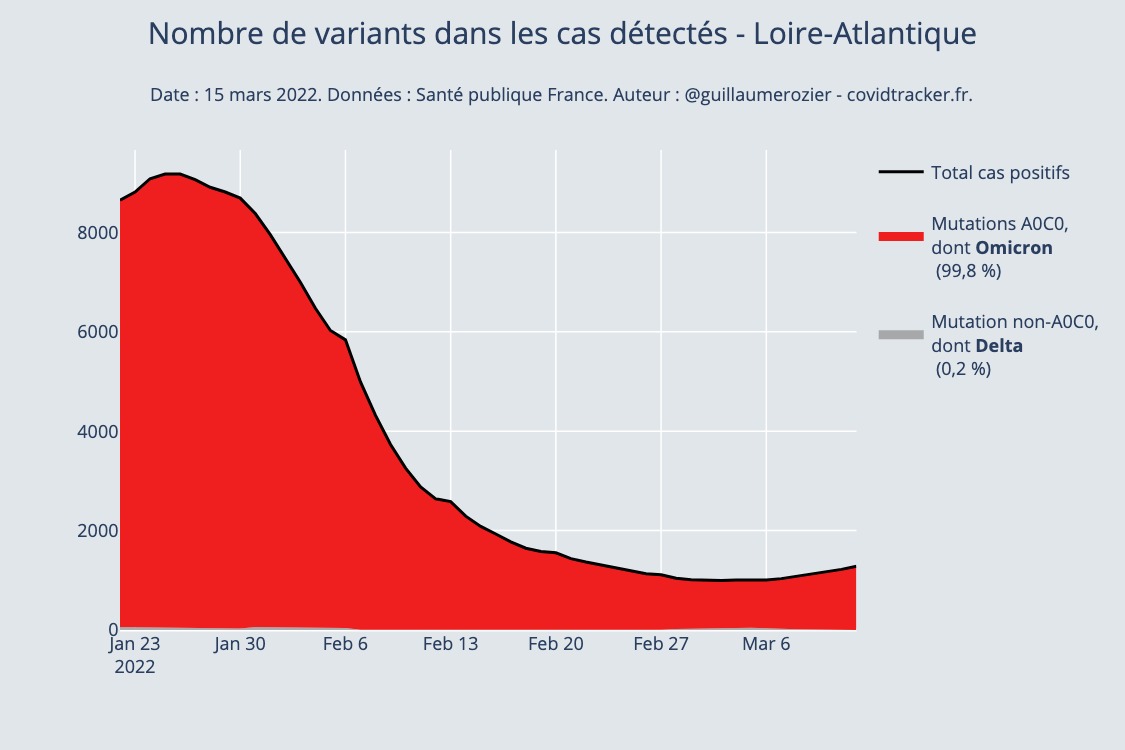 Nombre de variants dans les cas détectés - Loire-Atlantique
Date : 15 mars 2022. Données : Santé publique France. Auteur : @guillaumerozier - covidtracker.fr.
Total cas positifs
Mutations A0C0,
dont Omicron
(99,8 %)
Mutation non-A0C0,
dont Delta
(0,2 %)
8000
6000
4000
2000
0
Jan 23
2022
Jan 30
Feb 6
Feb 13
Feb 20
Feb 27
Mar 6